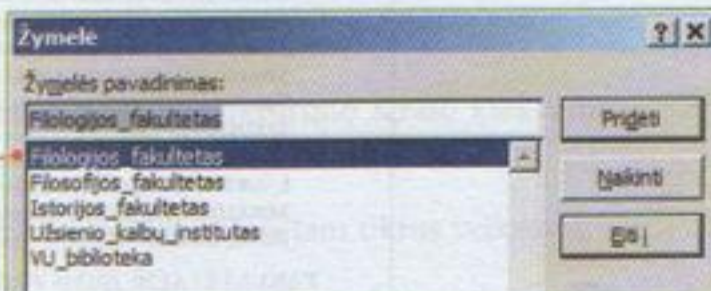 Žymelė
Žymelės pavadinimas:
Filologijos_fakultetas
Pridėti
Filologijos_fakultetas
Filosofijos_fakultetas
Naikinti
Istorijos_fakultetas
Užsienio_kalbų_institutas
Eiti į
VU_biblioteka